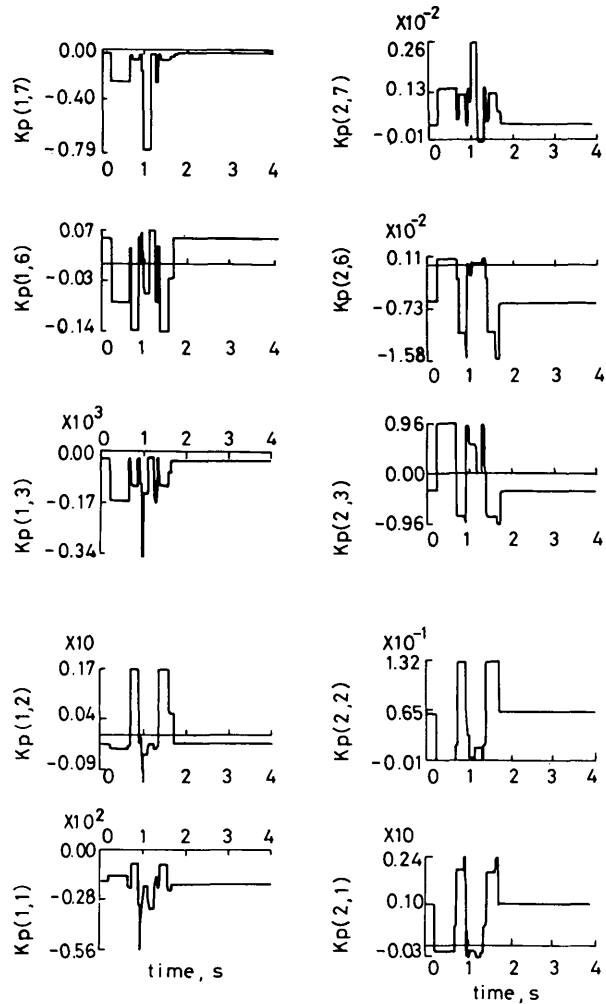 0.00
-0.40
-0.79
Kp(1,7)
0 1 2 3 4
X10-2
0.26
0.13
-0.01
Kp(2,7)
0 1 2 3 4
0.07
-0.03
-0.14
Kp(1,6)
0 1 2 3 4
X10-2
0.11
-0.73
-1.58
Kp(2,6)
0 1 2 3 4
X10³
0 1 2 3 4
0.00
-0.17
-0.34
Kp(1,3)
0.96
0.00
-0.96
Kp(2,3)
0 1 2 3 4
X10
0.17
0.04
-0.09
Kp(1,2)
0 1 2 3 4
X10-1
1.32
0.65
-0.01
Kp(2,2)
0 1 2 3 4
X10²
0 1 2 3 4
0.00
-0.28
-0.56
Kp(1,1)
time, s
X10
0.24
0.10
-0.03
Kp(2,1)
0 1 2 3 4
time, s